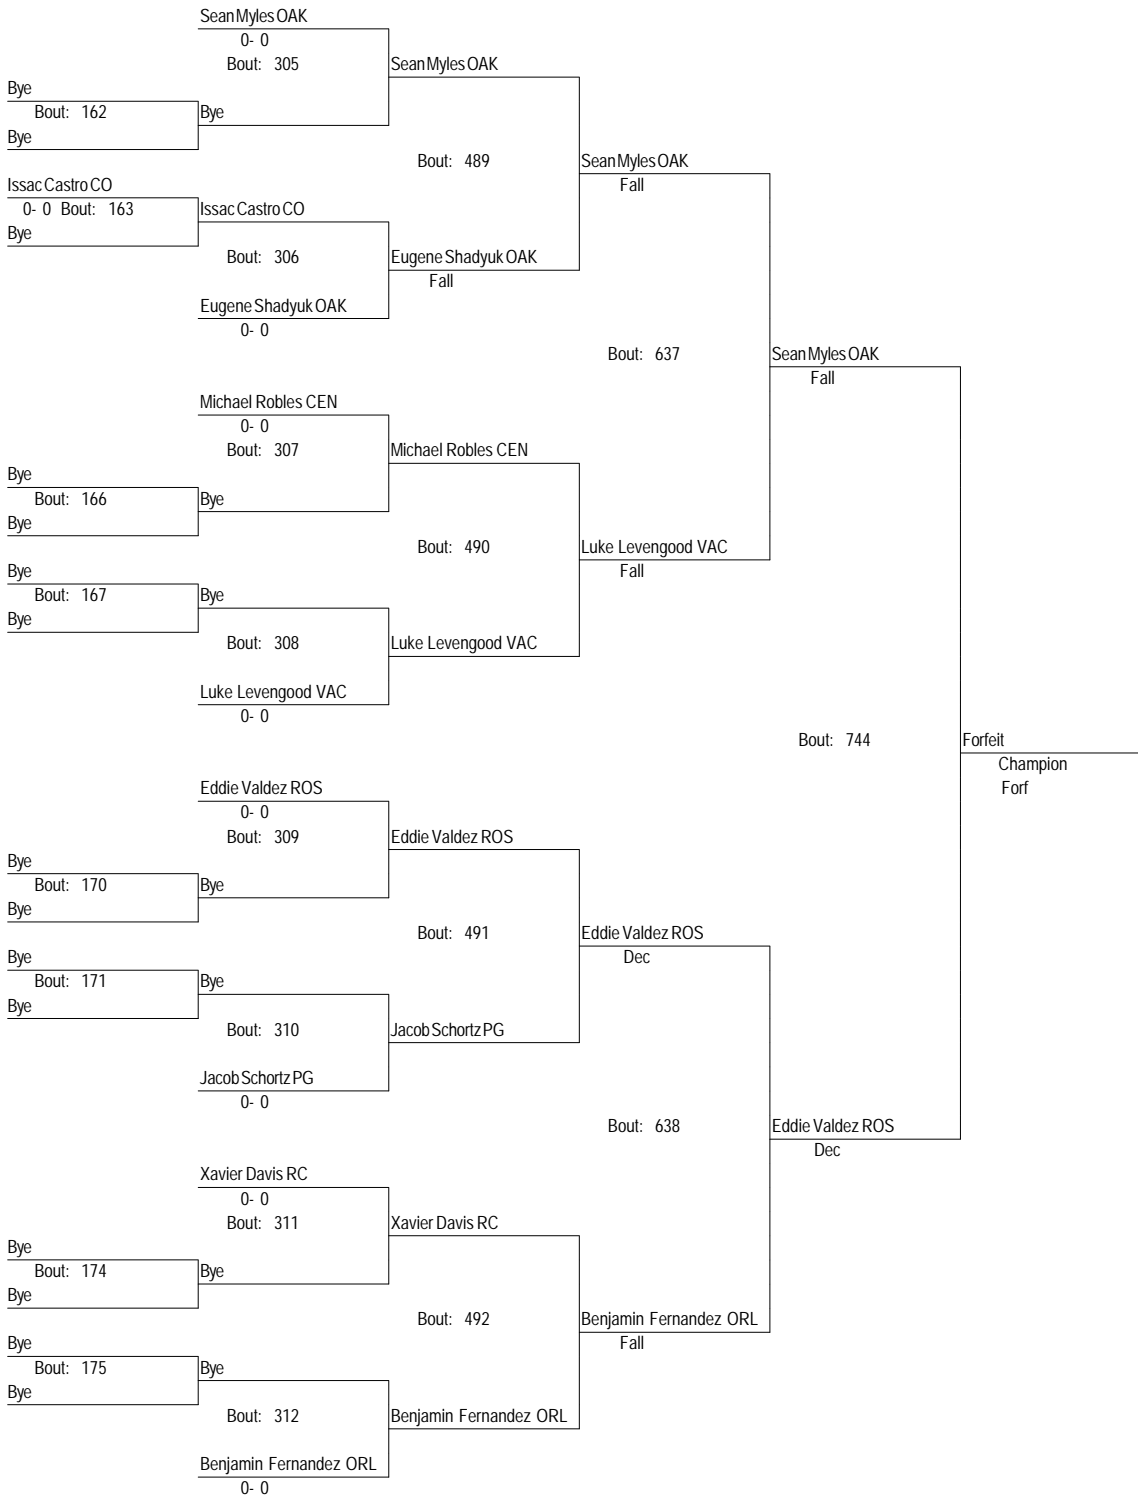 Sean Myles OAK
0- 0
Bout: 305
Sean Myles OAK
Bye
Bout: 162
Bye
Bye
Bout: 489
Sean Myles OAK
Fall
Issac Castro CO
0- 0 Bout: 163
Issac Castro CO
Bye
Bout: 306
Eugene Shadyuk OAK
Fall
Eugene Shadyuk OAK
0- 0
Bout: 637
Sean Myles OAK
Fall
Michael Robles CEN
0- 0
Bout: 307
Michael Robles CEN
Bye
Bout: 166
Bye
Bye
Bout: 490
Luke Levengood VAC
Fall
Bye
Bout: 167
Bye
Bye
Bout: 308
Luke Levengood VAC
Luke Levengood VAC
0- 0
Bout: 744
Forfeit
Champion
Forf
Eddie Valdez ROS
0- 0
Bout: 309
Eddie Valdez ROS
Bye
Bout: 170
Bye
Bye
Bout: 491
Eddie Valdez ROS
Dec
Bye
Bout: 171
Bye
Bye
Bout: 310
Jacob Schortz PG
Jacob Schortz PG
0- 0
Bout: 638
Eddie Valdez ROS
Dec
Xavier Davis RC
0- 0
Bout: 311
Xavier Davis RC
Bye
Bout: 174
Bye
Bye
Bout: 492
Benjamin Fernandez ORL
Fall
Bye
Bout: 175
Bye
Bye
Bout: 312
Benjamin Fernandez ORL
Benjamin Fernandez ORL
0- 0